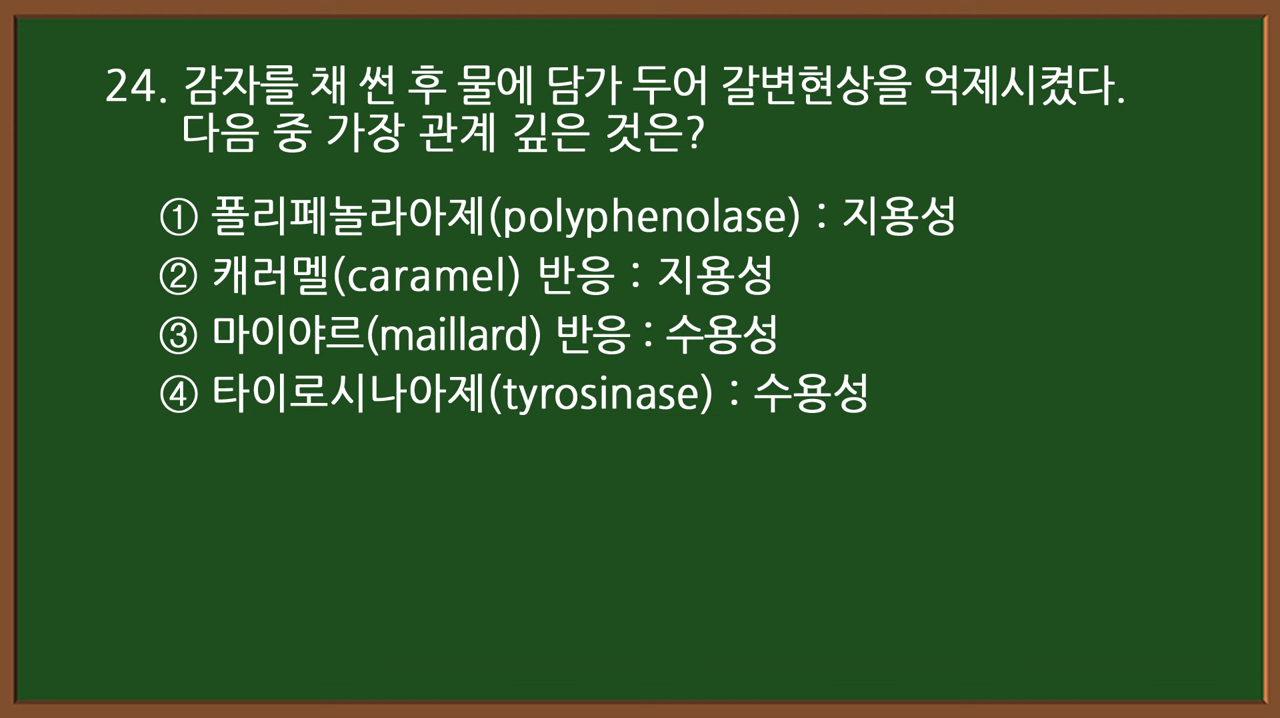 24. 감자를 채 썬 후 물에 담가 두어 갈변현상을 억제시켰다.
다음 중 가장 관계 깊은 것은?
① 폴리페놀라아제(polyphenolase) : 지용성
② 캐러멜(caramel) 반응 : 지용성
③ 마이야르(maillard) 반응 : 수용성
④ 타이로시나아제(tyrosinase) : 수용성